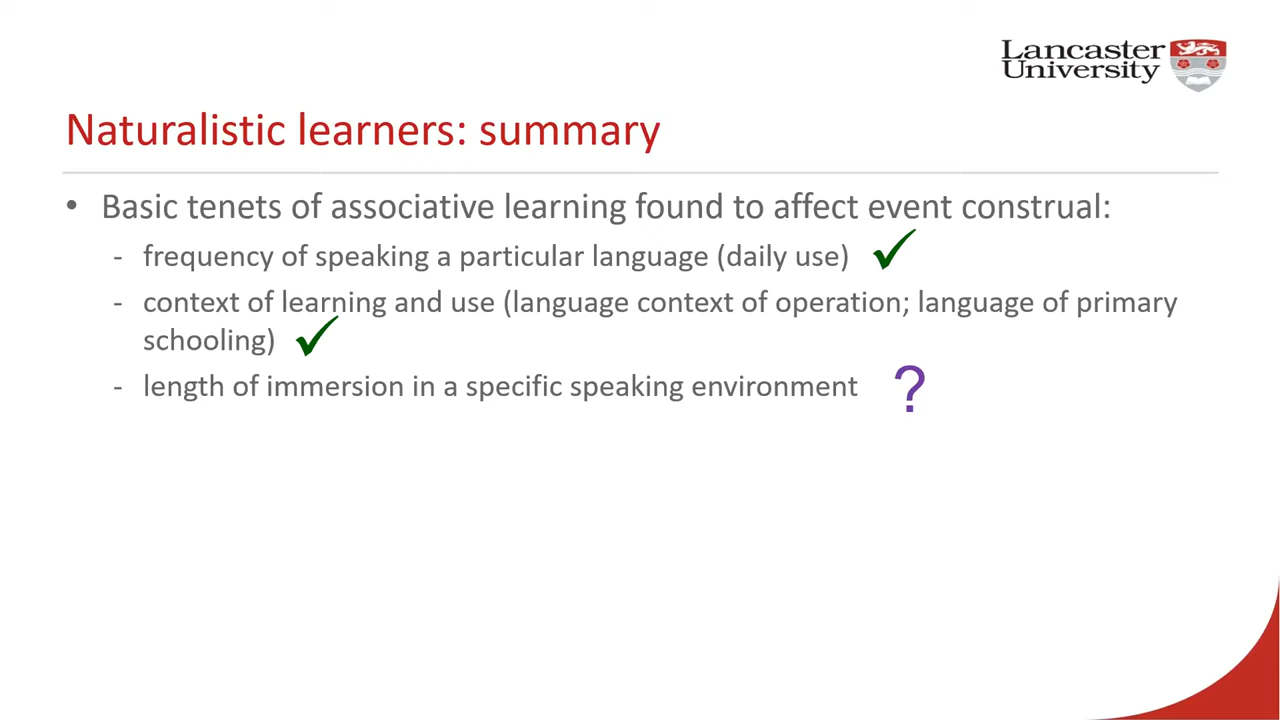 Lancaster
University
Naturalistic learners: summary
• Basic tenets of associative learning found to affect event construal:
- frequency of speaking a particular language (daily use) ✓
- context of learning and use (language context of operation; language of primary
schooling) ✓
- length of immersion in a specific speaking environment ?